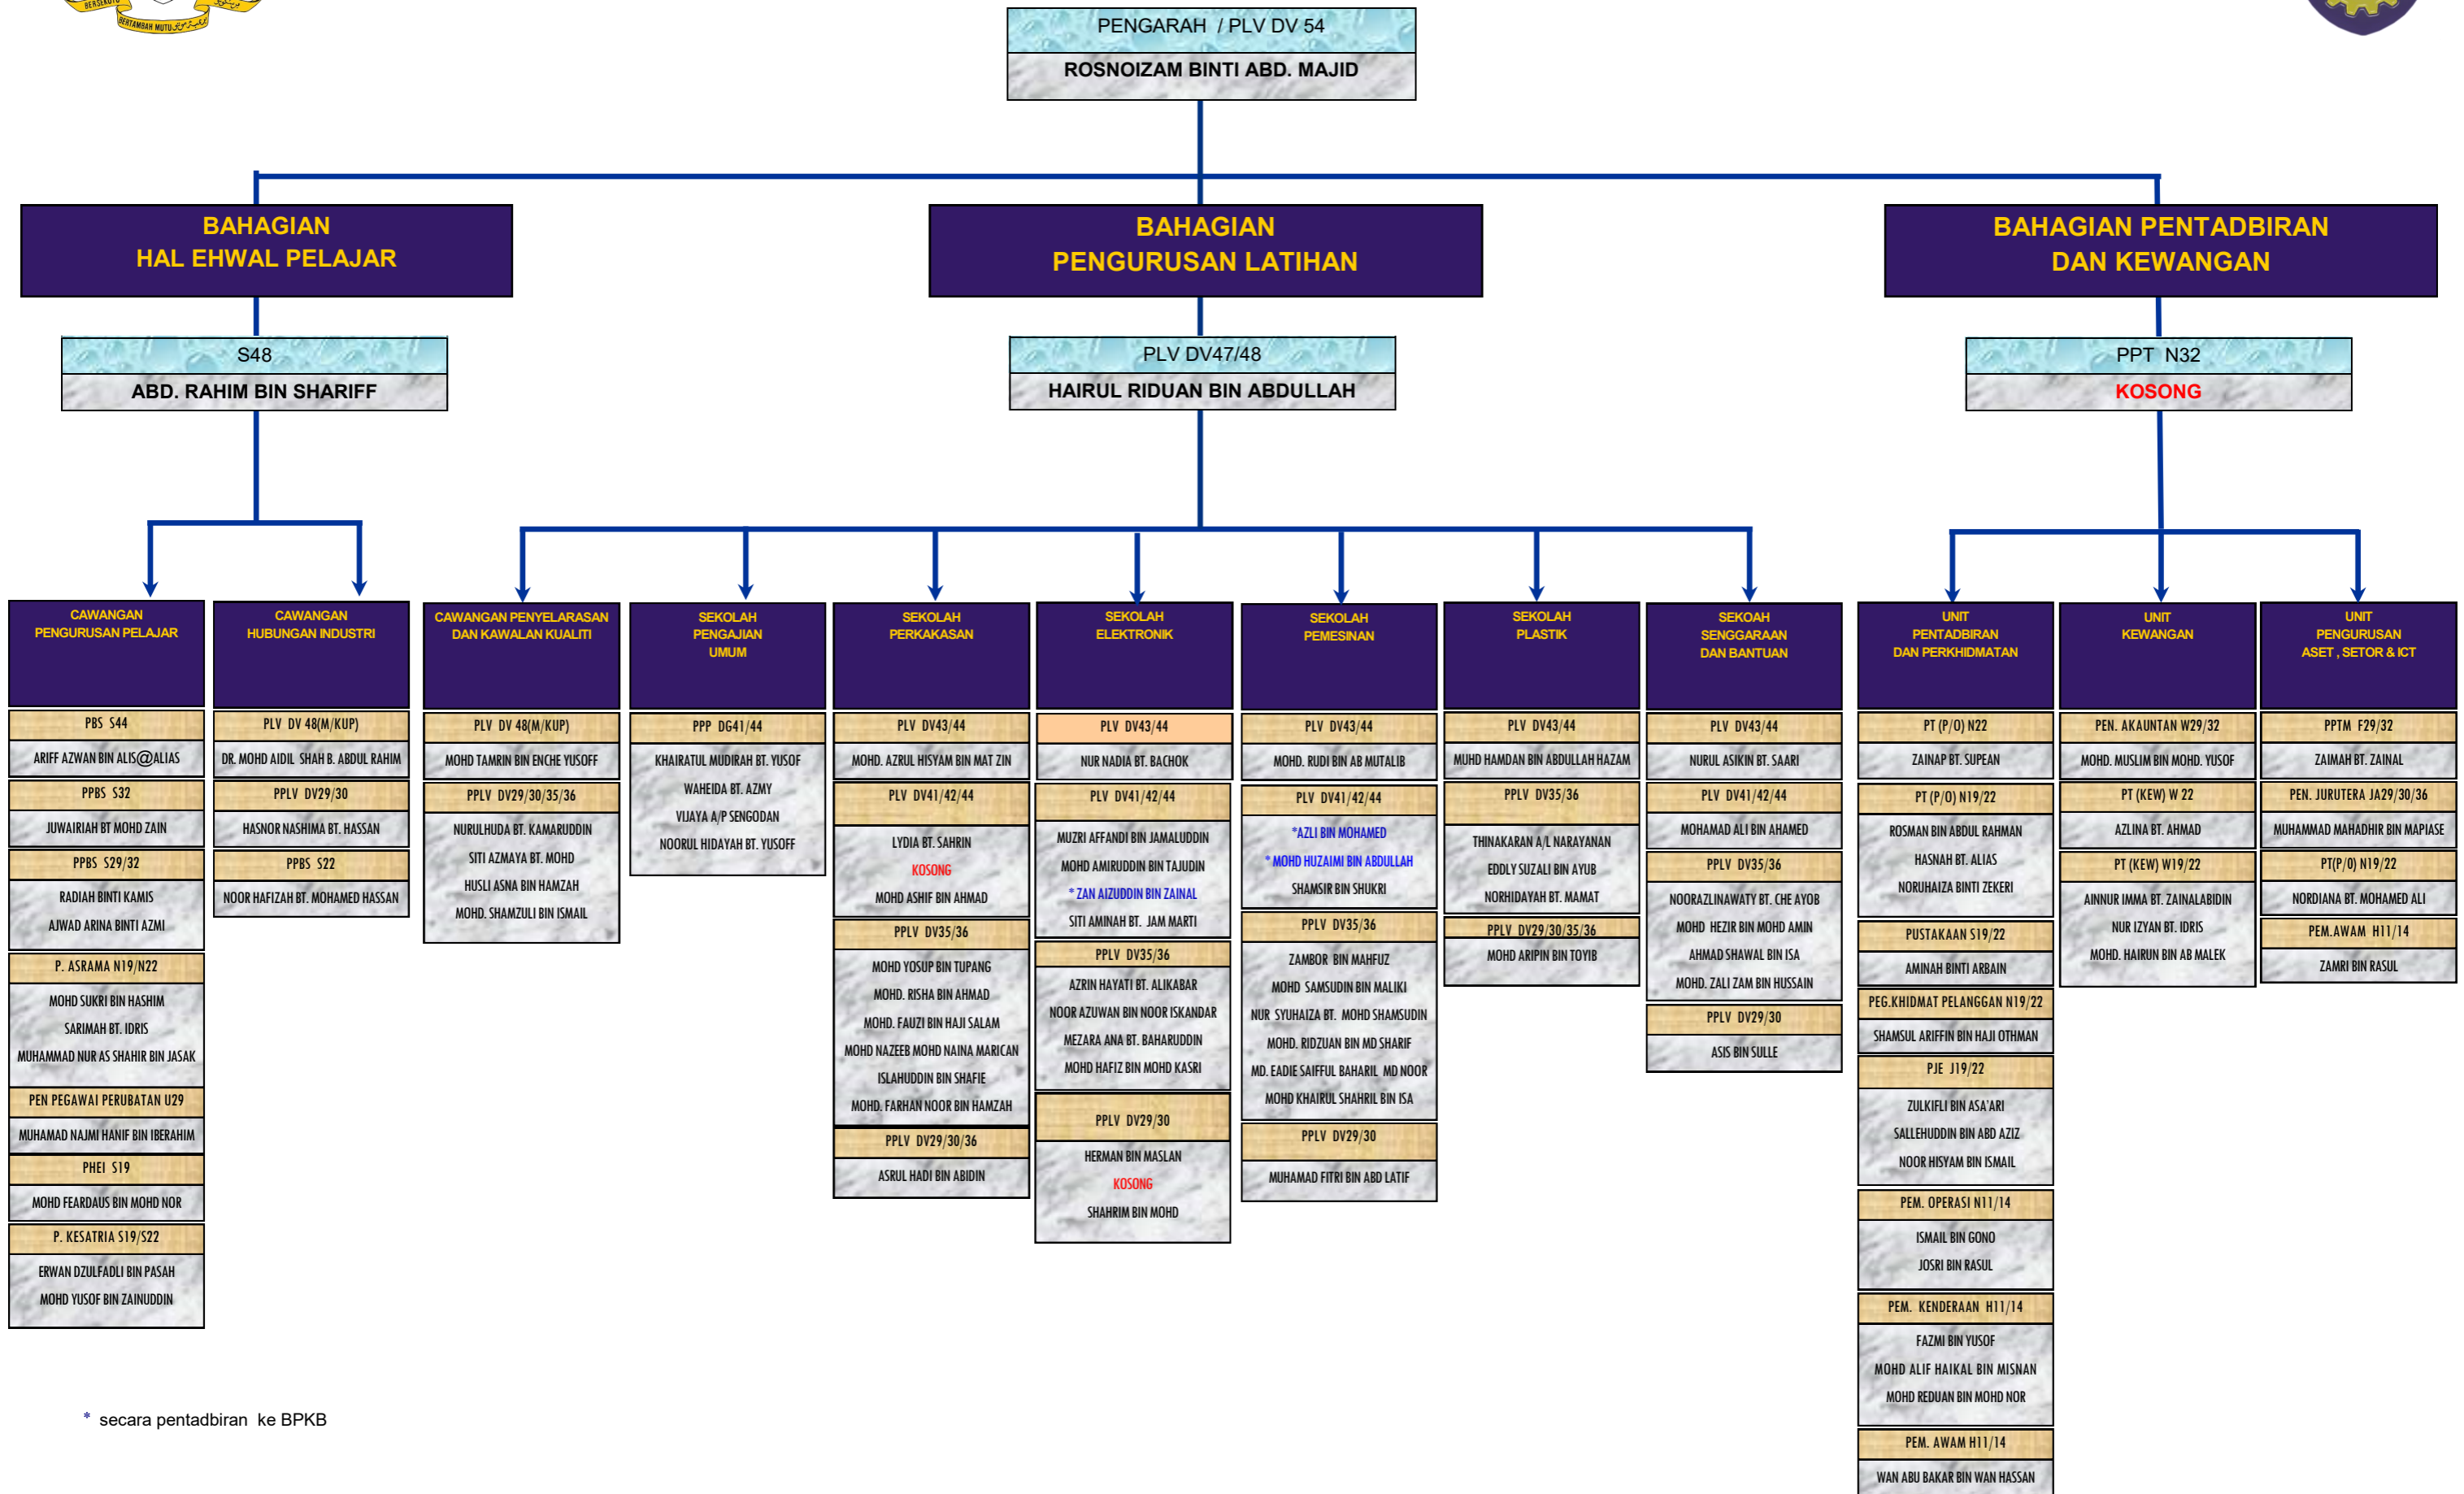 BERSEKUTU
BERTAMBAH MUTU
PENGARAH / PLV DV 54
ROSNOIZAM BINTI ABD. MAJID
BAHAGIAN
HAL EHWAL PELAJAR
S48
ABD. RAHIM BIN SHARIFF
BAHAGIAN
PENGURUSAN LATIHAN
PLV DV47/48
HAIRUL RIDUAN BIN ABDULLAH
BAHAGIAN PENTADBIRAN
DAN KEWANGAN
PPT N32
KOSONG
CAWANGAN
PENGURUSAN PELAJAR
PBS S44
ARIFF AZWAN BIN ALIS@ALIAS
PPBS S32
JUWAIRIAH BT MOHD ZAIN
PPBS S29/32
RADIAH BINTI KAMIS
AJWAD ARINA BINTI AZMI
P. ASRAMA N19/N22
MOHD SUKRI BIN HASHIM
SARIMAH BT. IDRIS
MUHAMMAD NUR AS SHAHIR BIN JASAK
PEN PEGAWAI PERUBATAN U29
MUHAMAD NAJMI HANIF BIN IBERAHIM
PHEI S19
MOHD FEARDAUS BIN MOHD NOR
P. KESATRIA S19/S22
ERWAN DZULFADLI BIN PASAH
MOHD YUSOF BIN ZAINUDDIN
CAWANGAN
HUBUNGAN INDUSTRI
PLV DV 48(M/KUP)
DR. MOHD AIDIL SHAH B. ABDUL RAHIM
PPLV DV29/30
HASNOR NASHIMA BT. HASSAN
PPBS S22
NOOR HAFIZAH BT. MOHAMED HASSAN
CAWANGAN PENYELARASAN
DAN KAWALAN KUALITI
PLV DV 48(M/KUP)
MOHD TAMRIN BIN ENCHE YUSOFF
PPLV DV29/30/35/36
NURULHUDA BT. KAMARUDDIN
SITI AZMAYA BT. MOHD
HUSLI ASNA BIN HAMZAH
MOHD. SHAMZULI BIN ISMAIL
SEKOLAH
PENGAJIAN
UMUM
PPP DG41/44
KHAIRATUL MUDIRAH BT. YUSOF
WAHEIDA BT. AZMY
VIJAYA A/P SENGODAN
NOORUL HIDAYAH BT. YUSOFF
SEKOLAH
PERKAKASAN
PLV DV43/44
MOHD. AZRUL HISYAM BIN MAT ZIN
PLV DV41/42/44
LYDIA BT. SAHRIN
KOSONG
MOHD ASHIF BIN AHMAD
PPLV DV35/36
MOHD YOSUP BIN TUPANG
MOHD. RISHA BIN AHMAD
MOHD. FAUZI BIN HAJI SALAM
MOHD NAZEEB MOHD NAINA MARICAN
ISLAHUDDIN BIN SHAFIE
MOHD. FARHAN NOOR BIN HAMZAH
PPLV DV29/30/36
ASRUL HADI BIN ABIDIN
SEKOLAH
ELEKTRONIK
PLV DV43/44
NUR NADIA BT. BACHOK
PLV DV41/42/44
MUZRI AFFANDI BIN JAMALUDDIN
MOHD AMIRUDDIN BIN TAJUDIN
* ZAN AIZUDDIN BIN ZAINAL
SITI AMINAH BT. JAM MARTI
PPLV DV35/36
AZRIN HAYATI BT. ALIKABAR
NOOR AZUWAN BIN NOOR ISKANDAR
MEZARA ANA BT. BAHARUDDIN
MOHD HAFIZ BIN MOHD KASRI
PPLV DV29/30
HERMAN BIN MASLAN
KOSONG
SHAHRIM BIN MOHD
SEKOLAH
PEMESINAN
PLV DV43/44
MOHD. RUDI BIN AB MUTALIB
PLV DV41/42/44
*AZLI BIN MOHAMED
* MOHD HUZAIMI BIN ABDULLAH
SHAMSIR BIN SHUKRI
PPLV DV35/36
ZAMBOR BIN MAHFUZ
MOHD SAMSUDIN BIN MALIKI
NUR SYUHAIZA BT. MOHD SHAMSUDIN
MOHD. RIDZUAN BIN MD SHARIF
MD. EADIE SAIFFUL BAHARIL MD NOOR
MOHD KHAIRUL SHAHRIL BIN ISA
PPLV DV29/30
MUHAMAD FITRI BIN ABD LATIF
SEKOLAH
PLASTIK
PLV DV43/44
MUHD HAMDAN BIN ABDULLAH HAZAM
PPLV DV35/36
THINAKARAN A/L NARAYANAN
EDDLY SUZALI BIN AYUB
NORHIDAYAH BT. MAMAT
PPLV DV29/30/35/36
MOHD ARIPIN BIN TOYIB
SEKOAH
SENGGARAAN
DAN BANTUAN
PLV DV43/44
NURUL ASIKIN BT. SAARI
PLV DV41/42/44
MOHAMAD ALI BIN AHAMED
PPLV DV35/36
NOORAZLINAWATY BT. CHE AYOB
MOHD HEZIR BIN MOHD AMIN
AHMAD SHAWAL BIN ISA
MOHD. ZALI ZAM BIN HUSSAIN
PPLV DV29/30
ASIS BIN SULLE
UNIT
PENTADBIRAN
DAN PERKHIDMATAN
PT (P/O) N22
ZAINAP BT. SUPEAN
PT (P/O) N19/22
ROSMAN BIN ABDUL RAHMAN
HASNAH BT. ALIAS
NORUHAIZA BINTI ZEKERI
PUSTAKAAN S19/22
AMINAH BINTI ARBAIN
PEG.KHIDMAT PELANGGAN N19/22
SHAMSUL ARIFFIN BIN HAJI OTHMAN
PJE J19/22
ZULKIFLI BIN ASA'ARI
SALLEHUDDIN BIN ABD AZIZ
NOOR HISYAM BIN ISMAIL
PEM. OPERASI N11/14
ISMAIL BIN GONO
JOSRI BIN RASUL
PEM. KENDERAAN H11/14
FAZMI BIN YUSOF
MOHD ALIF HAIKAL BIN MISNAN
MOHD REDUAN BIN MOHD NOR
PEM. AWAM H11/14
WAN ABU BAKAR BIN WAN HASSAN
UNIT
KEWANGAN
PEN. AKAUNTAN W29/32
MOHD. MUSLIM BIN MOHD. YUSOF
PT (KEW) W 22
AZLINA BT. AHMAD
PT (KEW) W19/22
AINNUR IMMA BT. ZAINALABIDIN
NUR IZYAN BT. IDRIS
MOHD. HAIRUN BIN AB MALEK
UNIT
PENGURUSAN
ASET , SETOR & ICT
PPTM F29/32
ZAIMAH BT. ZAINAL
PEN. JURUTERA JA29/30/36
MUHAMMAD MAHADHIR BIN MAPIASE
PT(P/O) N19/22
NORDIANA BT. MOHAMED ALI
PEM.AWAM H11/14
ZAMRI BIN RASUL
* secara pentadbiran ke BPKB